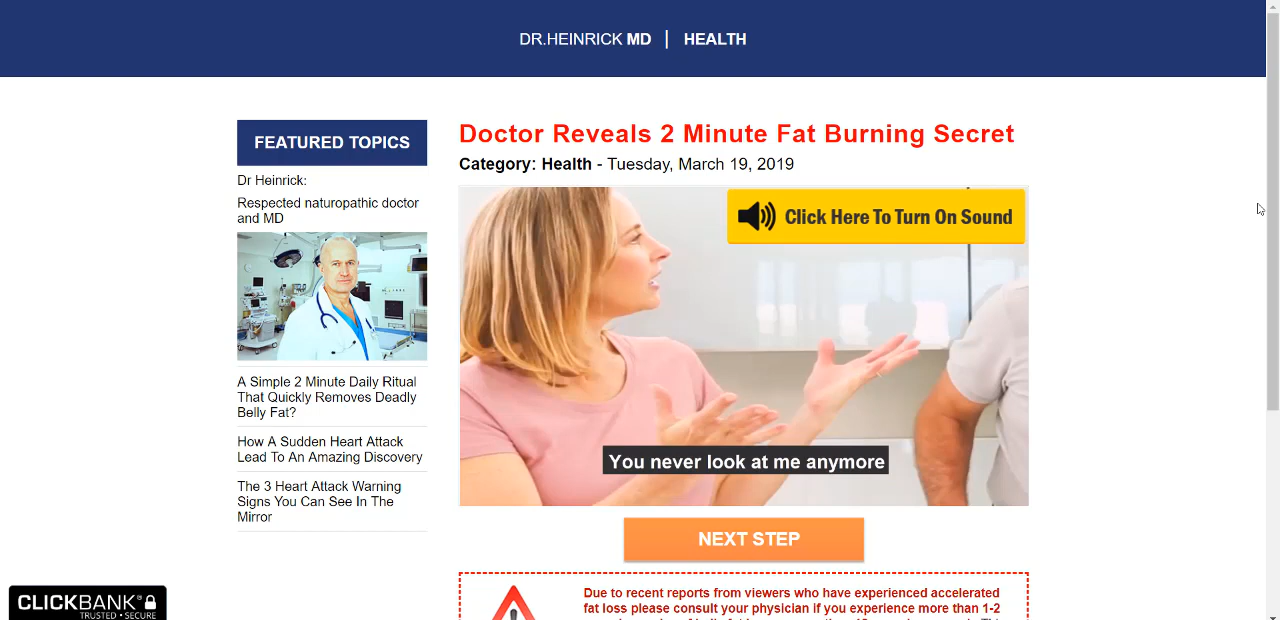 DR.HEINRICK MD | HEALTH
FEATURED TOPICS
Dr Heinrick:
Respected naturopathic doctor
and MD
A Simple 2 Minute Daily Ritual
That Quickly Removes Deadly
Belly Fat?
How A Sudden Heart Attack
Lead To An Amazing Discovery
The 3 Heart Attack Warning
Signs You Can See In The
Mirror
Doctor Reveals 2 Minute Fat Burning Secret
Category: Health - Tuesday, March 19, 2019
Click Here To Turn On Sound
You never look at me anymore
NEXT STEP
Due to recent reports from viewers who have experienced accelerated
fat loss please consult your physician if you experience more than 1-2
CLICKBANK®
TRUSTED • SECURE